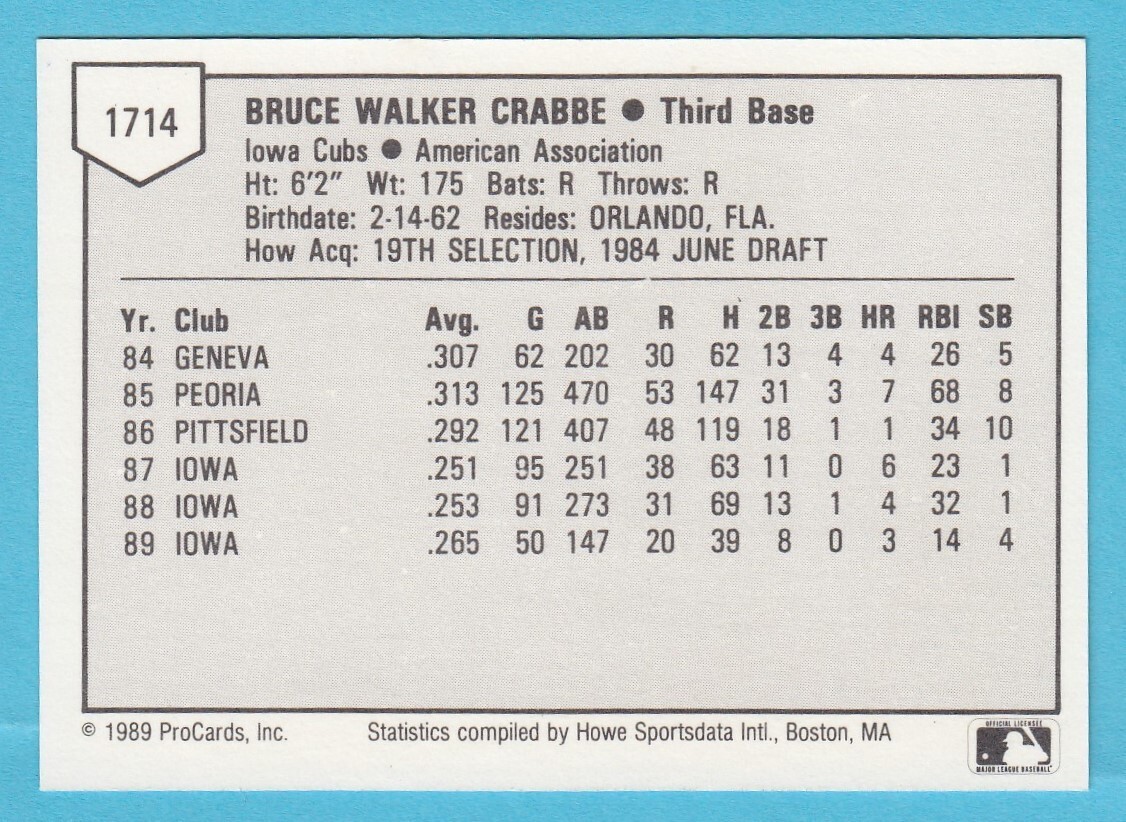 1714
BRUCE WALKER CRABBE ● Third Base
Iowa Cubs ● American Association
Ht: 6'2" Wt: 175 Bats: R Throws: R
Birthdate: 2-14-62 Resides: ORLANDO, FLA.
How Acq: 19TH SELECTION, 1984 JUNE DRAFT
Yr. Club Avg. G AB R H 2B 3B HR RBI SB
84 GENEVA .307 62 202 30 62 13 4 4 26 5
85 PEORIA .313 125 470 53 147 31 3 7 68 8
86 PITTSFIELD .292 121 407 48 119 18 1 1 34 10
87 IOWA .251 95 251 38 63 11 0 6 23 1
88 IOWA .253 91 273 31 69 13 1 4 32 1
89 IOWA .265 50 147 20 39 8 0 3 14 4
© 1989 ProCards, Inc. Statistics compiled by Howe Sportsdata Intl., Boston, MA
OFFICIAL LICENSEE
MAJOR LEAGUE BASEBALL